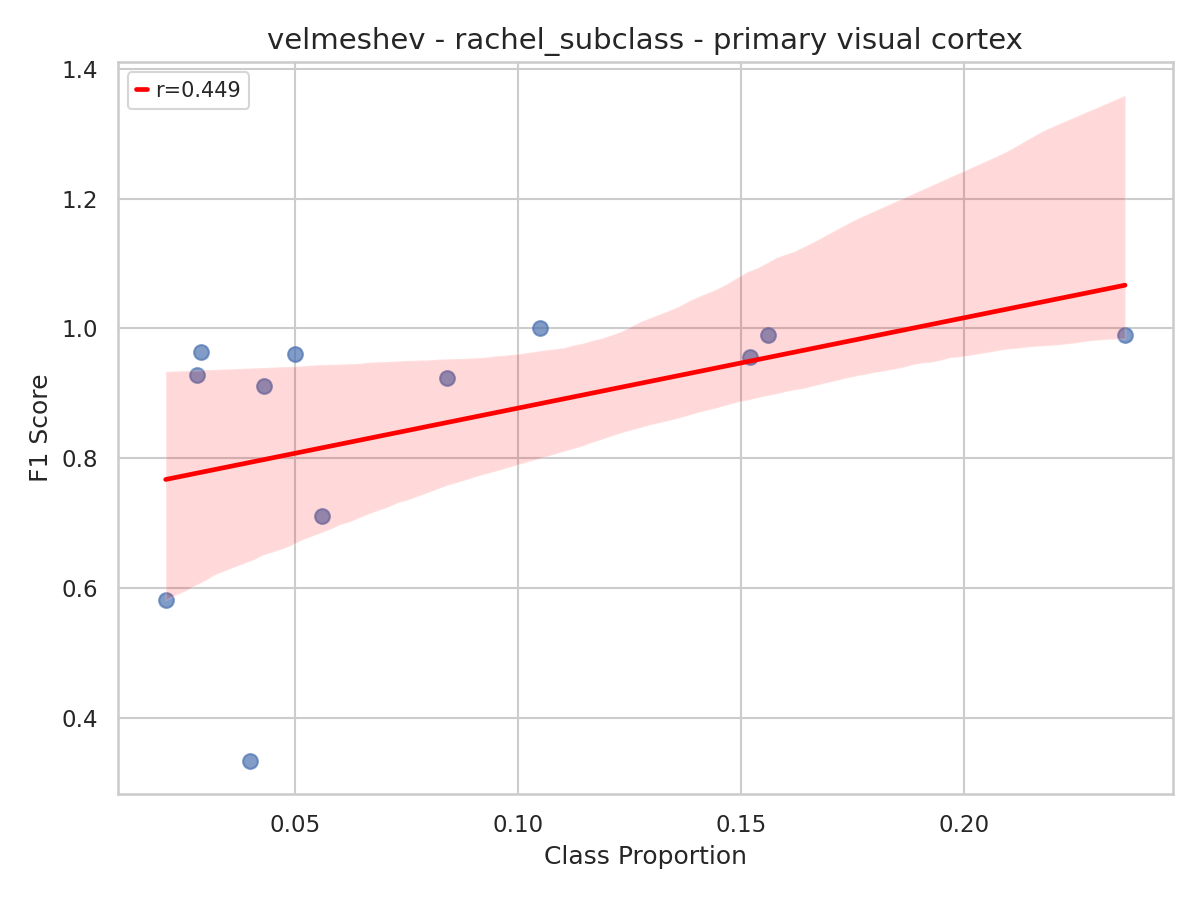 velmeshev - rachel_subclass - primary visual cortex
r=0.449
1.4
1.2
1.0
0.8
0.6
0.4
F1 Score
0.05
0.10
0.15
0.20
Class Proportion